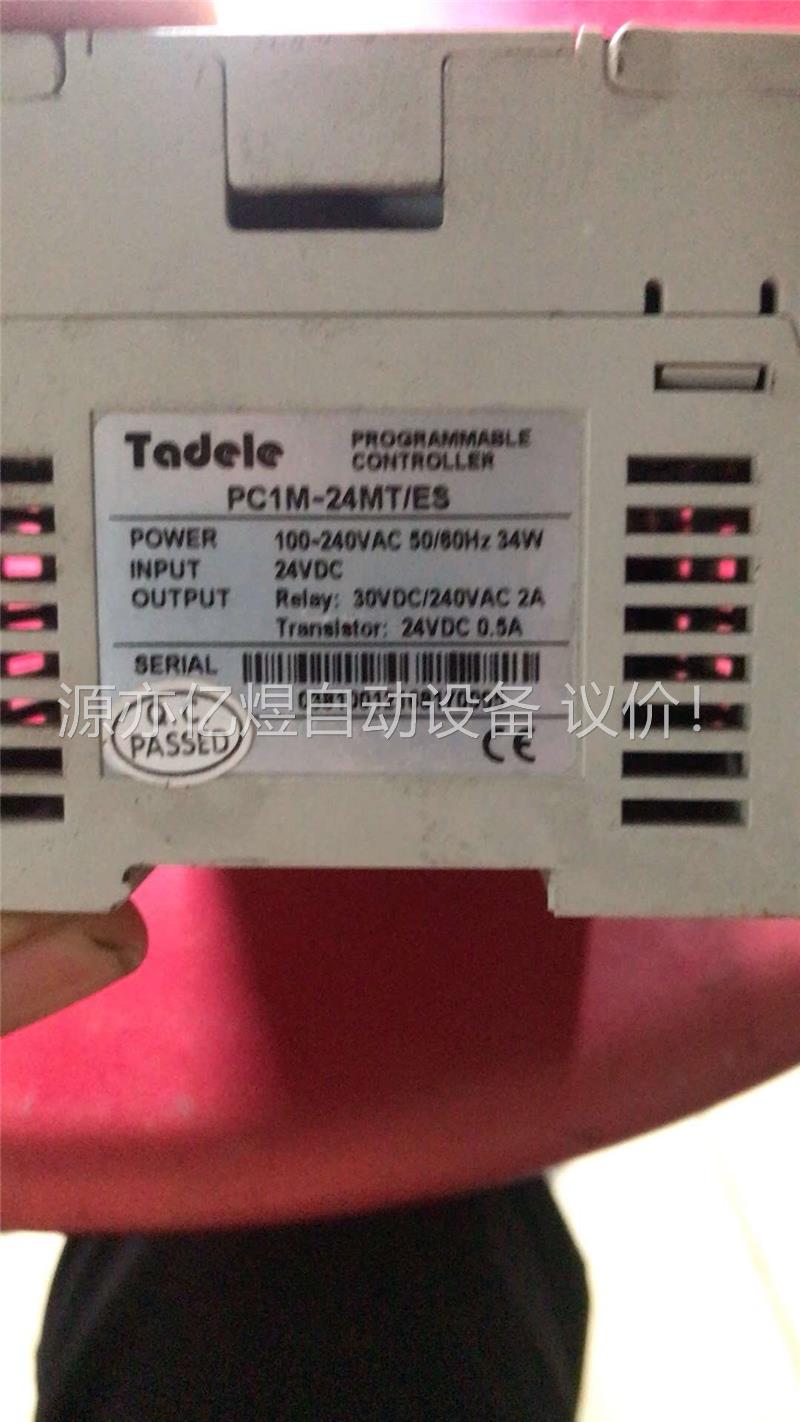 Tadele
PROGRAMMABLE
CONTROLLER
PC1M-24MT/ES
POWER 100~240VAC 50/60Hz 34W
INPUT 24VDC
OUTPUT Relay: 30VDC/240VAC 2A
Transistor: 24VDC 0.5A
SERIAL
源亦亿煜自动设备 议价！
Q.C
PASSED
CE